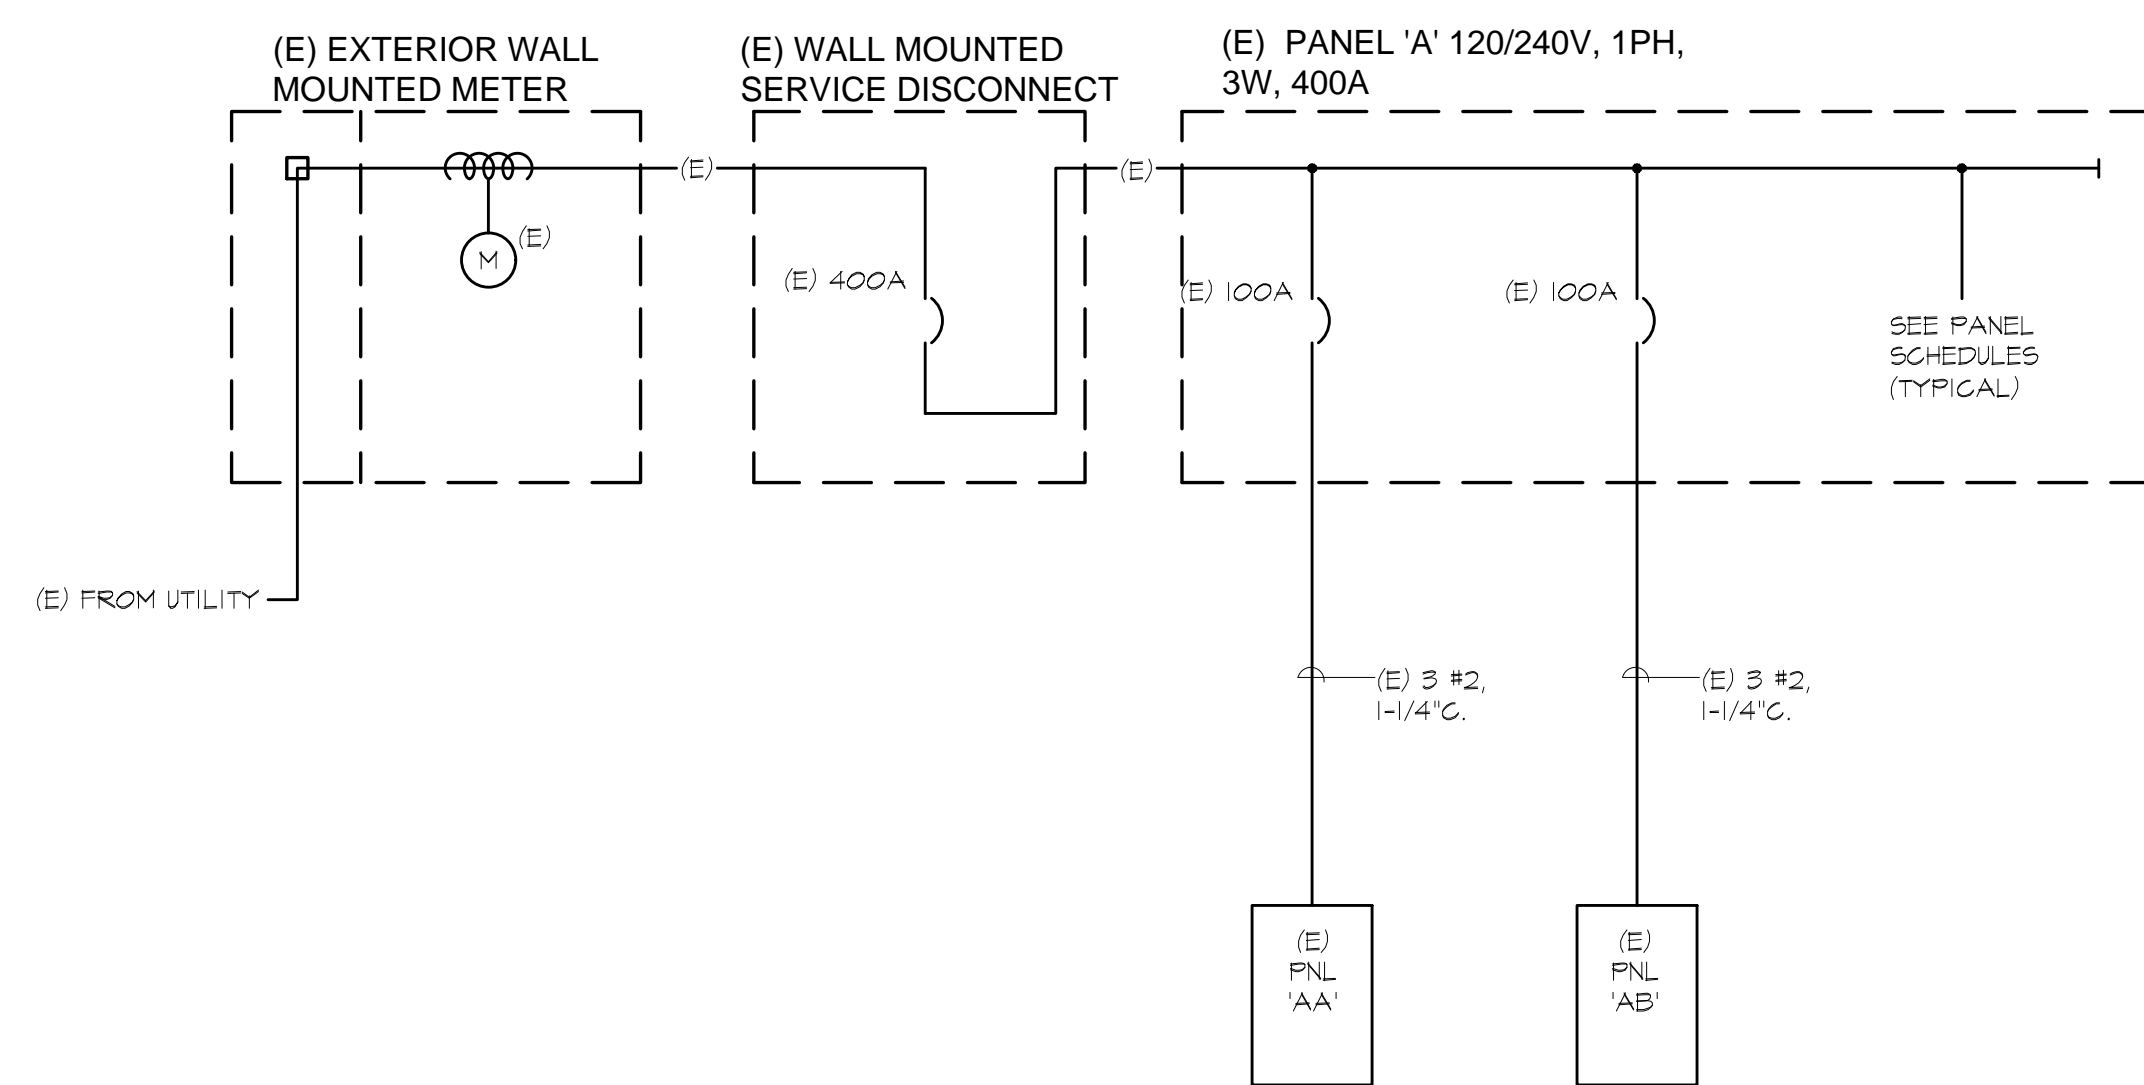 (E) EXTERIOR WALL
MOUNTED METER
(E) WALL MOUNTED
SERVICE DISCONNECT
(E) PANEL 'A' 120/240V, 1PH,
3W, 400A
(E)
(E)
(E)
M
(E) 400A
(E) 100A
(E) 100A
SEE PANEL
SCHEDULES
(TYPICAL)
(E) FROM UTILITY
(E) 3 #2,
1-1/4"C.
(E) 3 #2,
1-1/4"C.
(E)
PNL
'AA'
(E)
PNL
'AB'